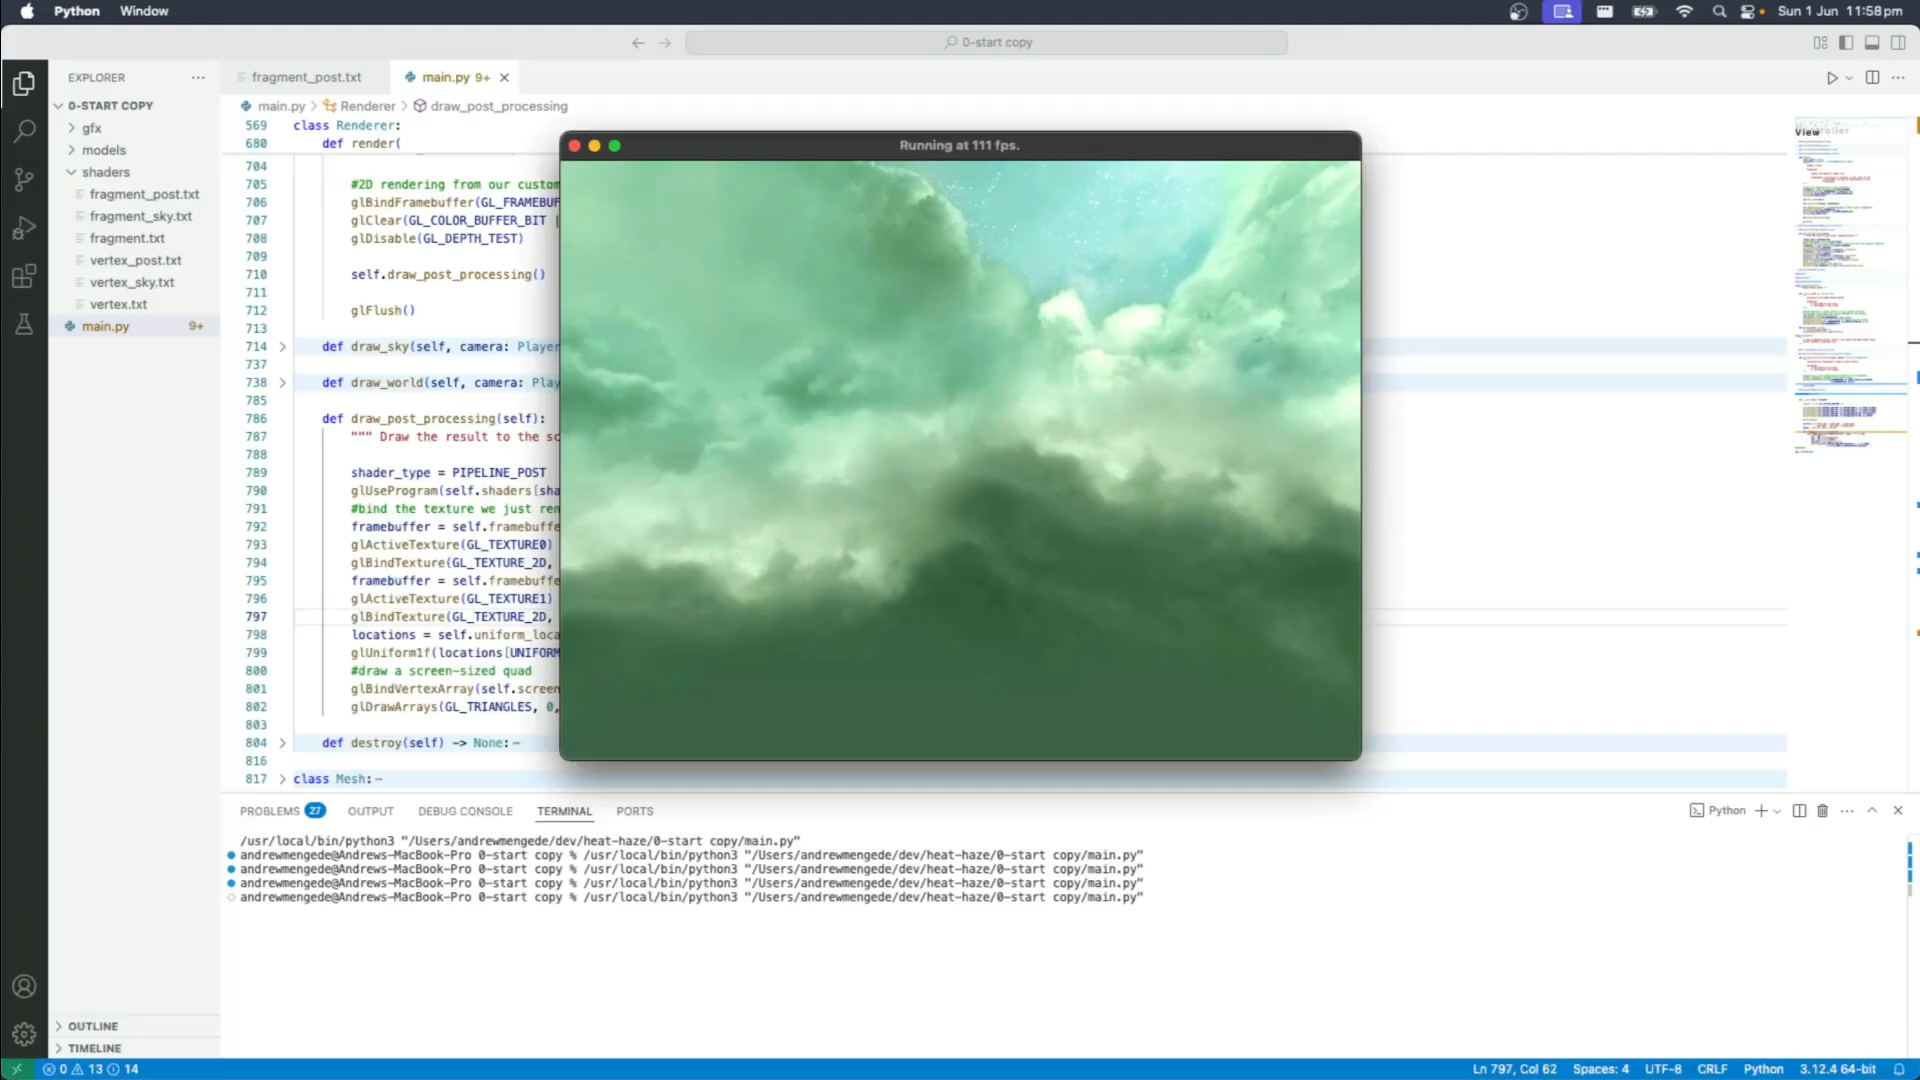 Python Window
Sun 1 Jun 11:58pm
0-start copy
EXPLORER
fragment_post.txt
main.py 9+
0-START COPY
gfx
models
shaders
fragment_post.txt
fragment_sky.txt
fragment.txt
vertex_post.txt
vertex_sky.txt
vertex.txt
main.py 9+
OUTLINE
TIMELINE
main.py > Renderer > draw_post_processing
569 class Renderer:
680 def render(
704
705 #2D rendering from our custom
706 glBindFramebuffer(GL_FRAMEBUF
707 glClear(GL_COLOR_BUFFER_BIT |
708 glDisable(GL_DEPTH_TEST)
709
710 self.draw_post_processing()
711
712 glFlush()
713
714 def draw_sky(self, camera: Player
737
738 def draw_world(self, camera: Play
785
786 def draw_post_processing(self):
787 """ Draw the result to the sc
788
789 shader_type = PIPELINE_POST
790 glUseProgram(self.shaders[sha
791 #bind the texture we just ren
792 framebuffer = self.framebuffe
793 glActiveTexture(GL_TEXTURE0)
794 glBindTexture(GL_TEXTURE_2D,
795 framebuffer = self.framebuffe
796 glActiveTexture(GL_TEXTURE1)
797 glBindTexture(GL_TEXTURE_2D,
798 locations = self.uniform_loca
799 glUniform1f(locations[UNIFORM
800 #draw a screen-sized quad
801 glBindVertexArray(self.screen
802 glDrawArrays(GL_TRIANGLES, 0,
803
804 def destroy(self) -> None:
816
817 class Mesh:
Running at 111 fps.
View
PROBLEMS 27 OUTPUT DEBUG CONSOLE TERMINAL PORTS
Python
/usr/local/bin/python3 "/Users/andrewmengede/dev/heat-haze/0-start copy/main.py"
andrewmengede@Andrews-MacBook-Pro 0-start copy % /usr/local/bin/python3 "/Users/andrewmengede/dev/heat-haze/0-start copy/main.py"
andrewmengede@Andrews-MacBook-Pro 0-start copy % /usr/local/bin/python3 "/Users/andrewmengede/dev/heat-haze/0-start copy/main.py"
andrewmengede@Andrews-MacBook-Pro 0-start copy % /usr/local/bin/python3 "/Users/andrewmengede/dev/heat-haze/0-start copy/main.py"
andrewmengede@Andrews-MacBook-Pro 0-start copy % /usr/local/bin/python3 "/Users/andrewmengede/dev/heat-haze/0-start copy/main.py"
0 13 14
Ln 797, Col 62 Spaces: 4 UTF-8 CRLF Python 3.12.4 64-bit